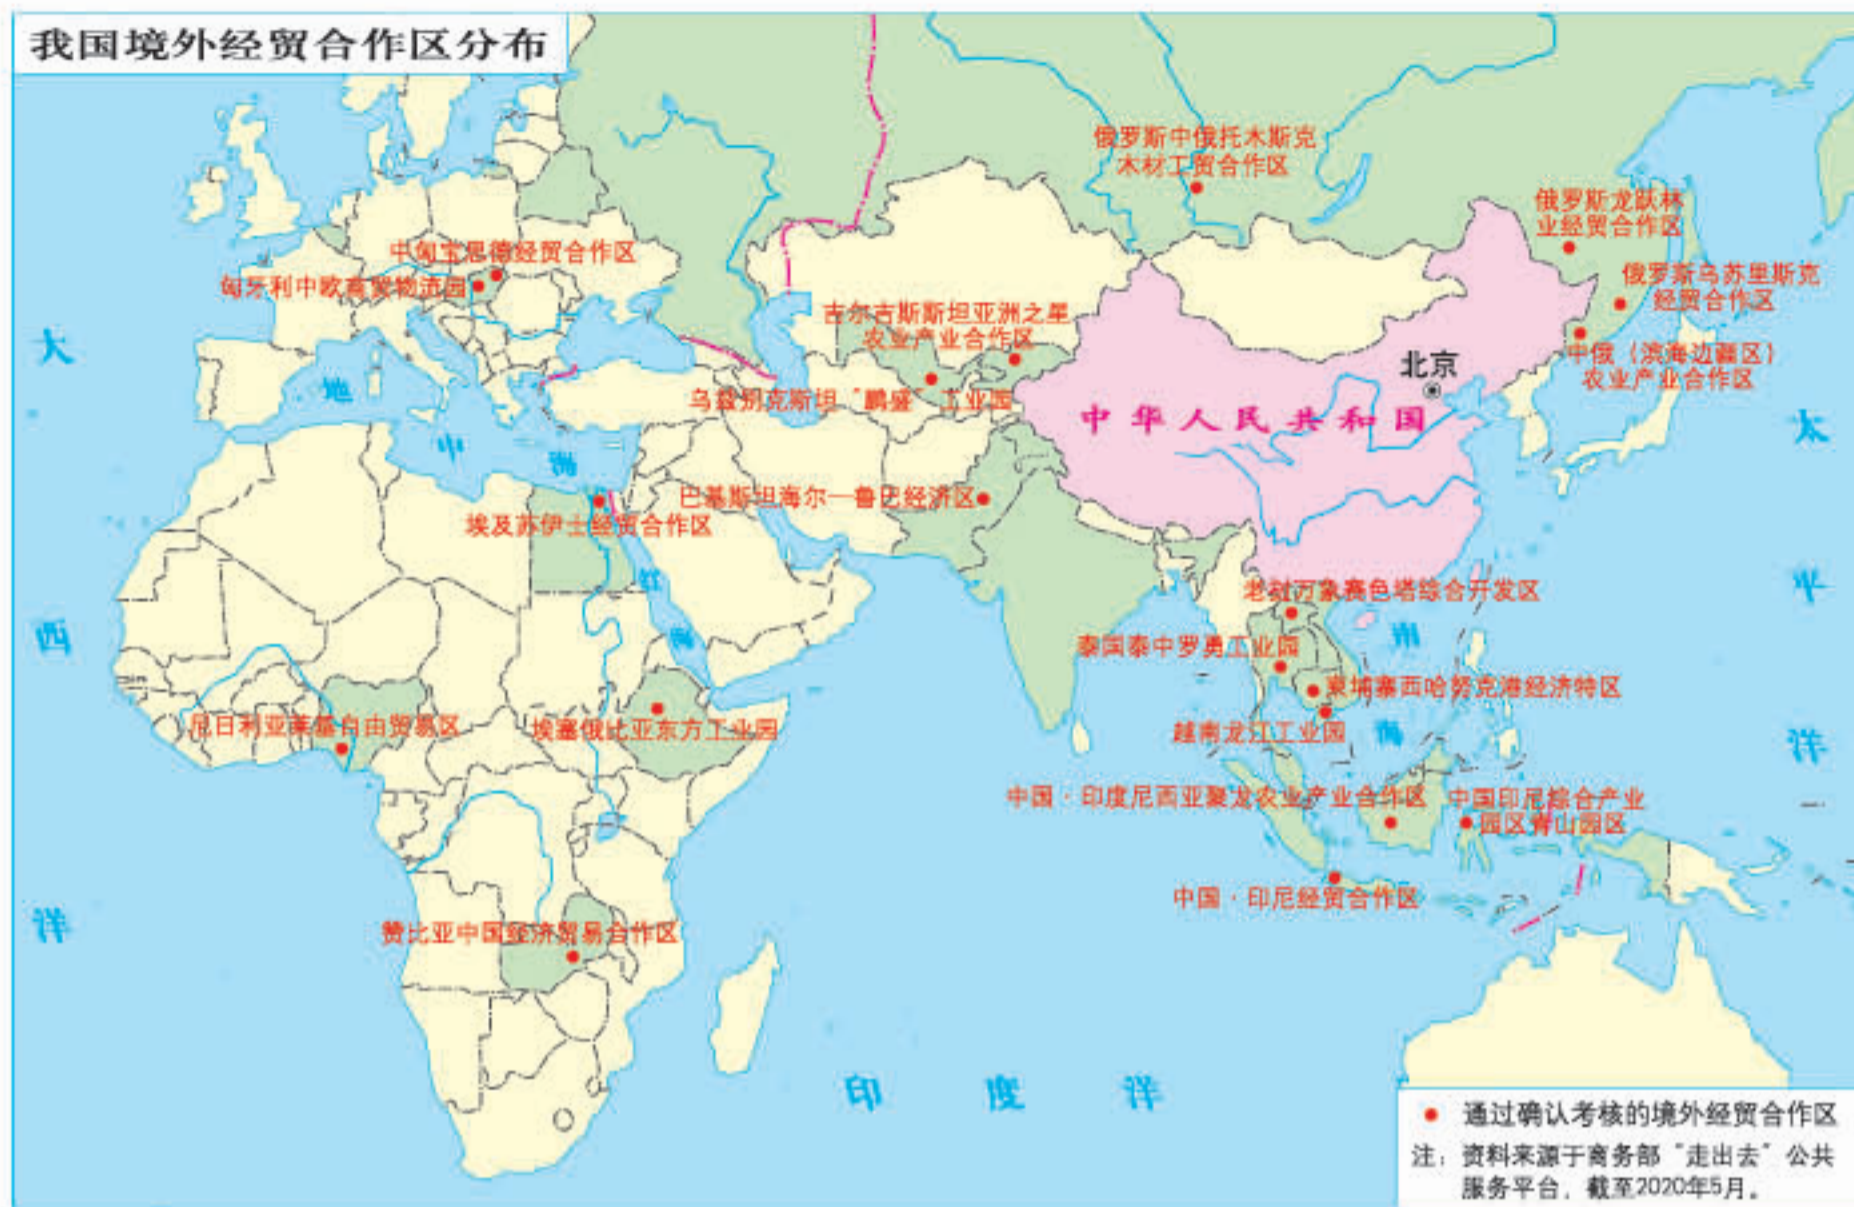 我国境外经贸合作区分布
俄罗斯中俄托木斯克
木材工贸合作区
俄罗斯龙跃林
业经贸合作区
中匈宝思德经贸合作区
匈牙利中欧商贸物流园
俄罗斯乌苏里斯克
经贸合作区
吉尔吉斯斯坦亚洲之星
农业产业合作区
中俄（滨海边疆区）
农业产业合作区
北京
乌兹别克斯坦“鹏盛”工业园
中华人民共和国
大
西
洋
地
中
海
太
平
洋
巴基斯坦海尔—鲁巴经济区
埃及苏伊士经贸合作区
红
海
老挝万象赛色塔综合开发区
南
海
泰国泰中罗勇工业园
柬埔寨西哈努克港经济特区
越南龙江工业园
尼日利亚莱基自由贸易区
埃塞俄比亚东方工业园
中国·印度尼西亚聚龙农业产业合作区
中国印尼综合产业
园区青山园区
中国·印尼经贸合作区
赞比亚中国经济贸易合作区
印度洋
通过确认考核的境外经贸合作区
注：资料来源于商务部“走出去”公共
服务平台，截至2020年5月。